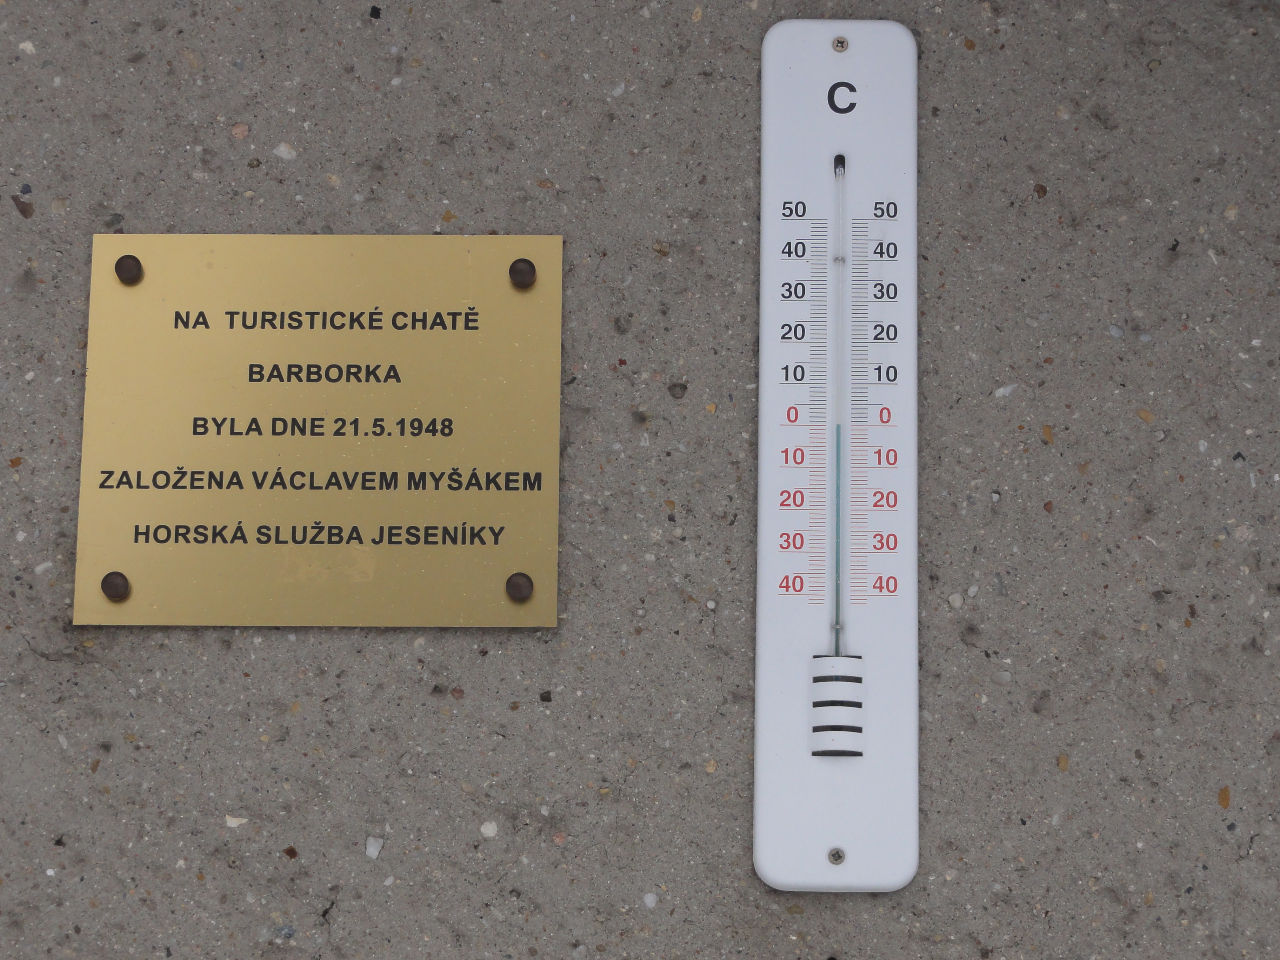 NA TURISTICKÉ CHATĚ
BARBORKA
BYLA DNE 21.5.1948
ZALOŽENA VÁCLAVEM MYŠÁKEM
HORSKÁ SLUŽBA JESENÍKY
C
50 50
40 40
30 30
20 20
10 10
0 0
10 10
20 20
30 30
40 40